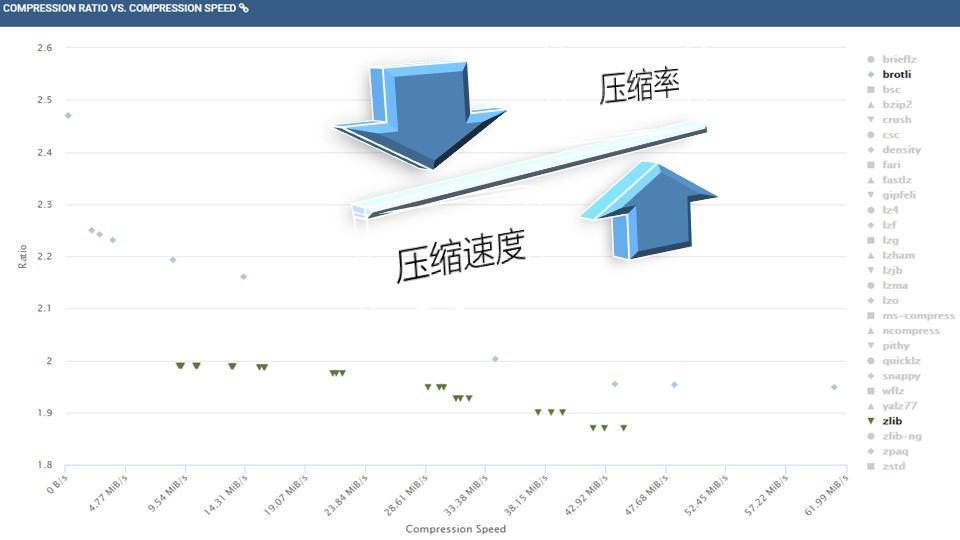 COMPRESSION RATIO VS. COMPRESSION SPEED
2.6
2.5
2.4
2.3
2.2
2.1
2
1.9
1.8
Ratio
压缩率
压缩速度
0 B/s
4.77 MiB/s
9.54 MiB/s
14.31 MiB/s
19.07 MiB/s
23.84 MiB/s
28.61 MiB/s
33.38 MiB/s
38.15 MiB/s
42.92 MiB/s
47.68 MiB/s
52.45 MiB/s
57.22 MiB/s
61.99 MiB/s
Compression Speed
brieflz
brotli
bsc
bzip2
crush
csc
density
fari
fastlz
gipfeli
lz4
lzf
lzg
lzham
lzjb
lzma
lzo
ms-compress
ncompress
pithy
quicklz
snappy
wflz
yalz77
zlib
zlib-ng
zpaq
zstd